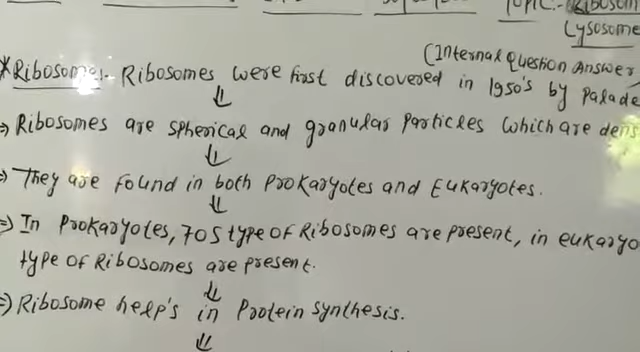 Topic:- Ribosom
Lysosome
(Internal Question Answer
*Ribosome:- Ribosomes were first discovered in 1950's by Palade
⇒ Ribosomes are spherical and granular particles which are dens
⇒ They are found in both Prokaryotes and Eukaryotes.
⇒ In Prokaryotes, 70S type of Ribosomes are present, in eukaryo
type of Ribosomes are present.
⇒ Ribosome help's in Protein synthesis.